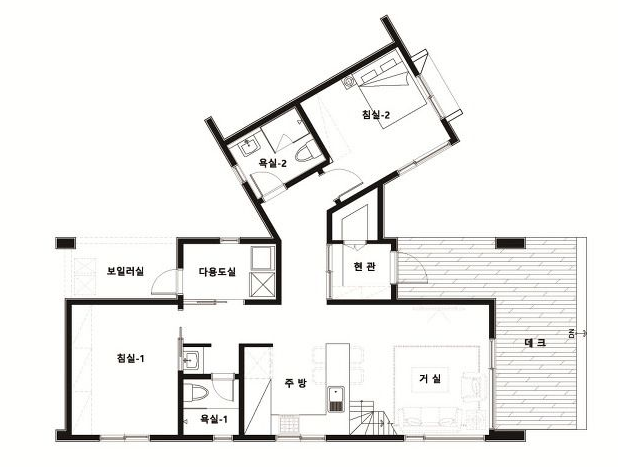 침실-2
욕실-2
보일러실
다용도실
현 관
데 크
DN
침실-1
주 방
거 실
욕실-1